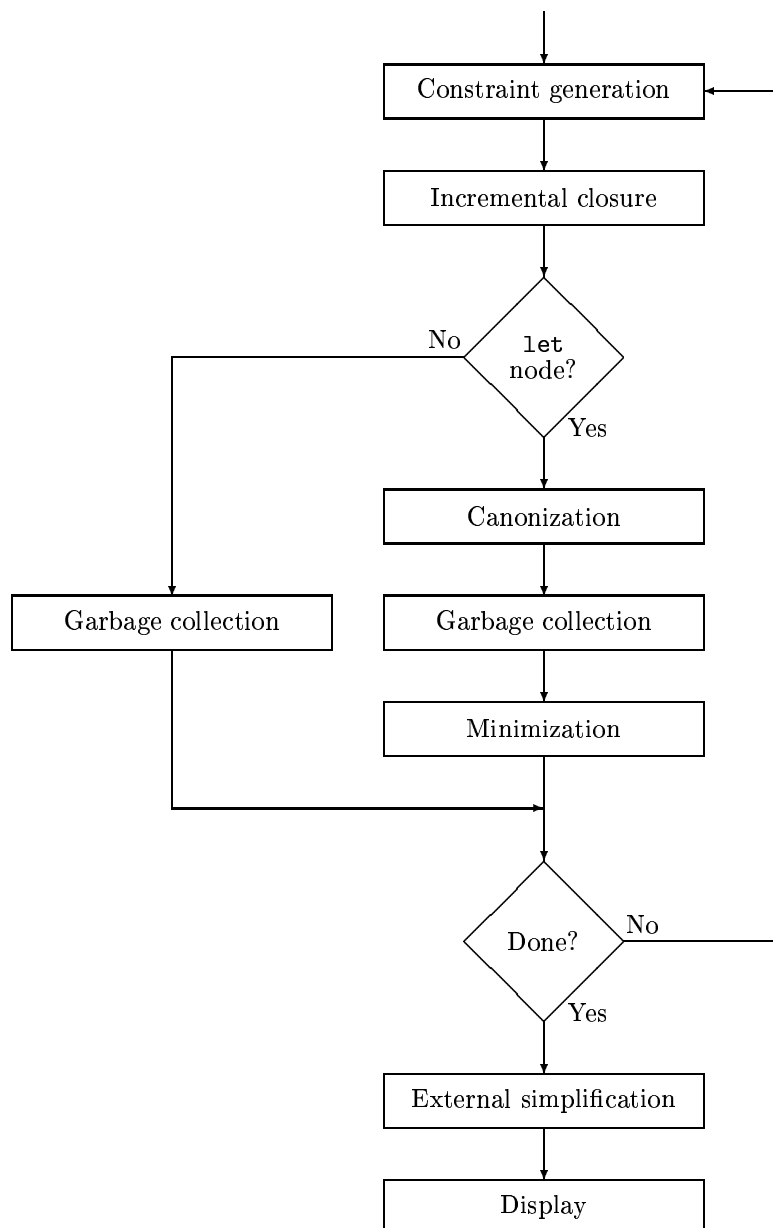 Constraint generation
Incremental closure
No
let
node?
Yes
Canonization
Garbage collection
Garbage collection
Minimization
Done?
No
Yes
External simplification
Display